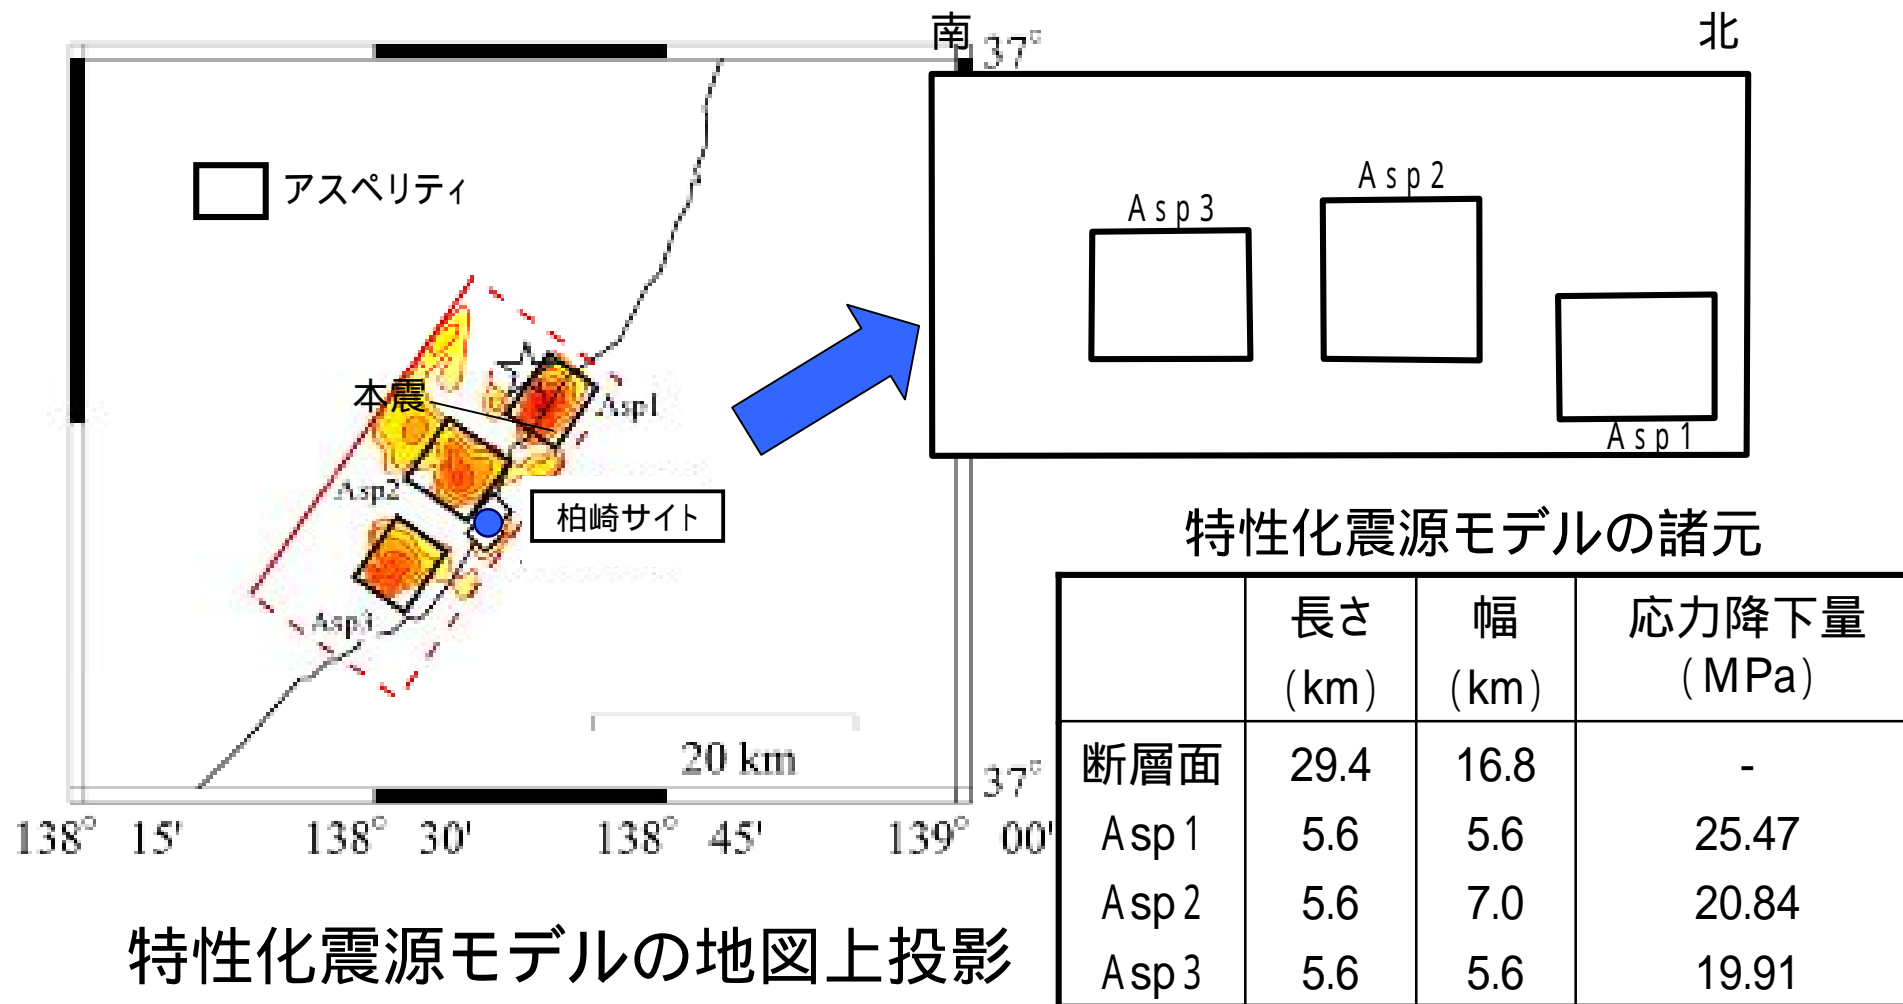 南
北
37°
アスペリティ
Asp2
Asp3
本震
Asp1
Asp2
Asp1
柏崎サイト
Asp3
20 km
37°
138° 15'
138° 30'
138° 45'
139° 00'
特性化震源モデルの地図上投影
特性化震源モデルの諸元
長さ (km) 幅 (km) 応力降下量 (MPa)
断層面 29.4 16.8 -
Asp1 5.6 5.6 25.47
Asp2 5.6 7.0 20.84
Asp3 5.6 5.6 19.91